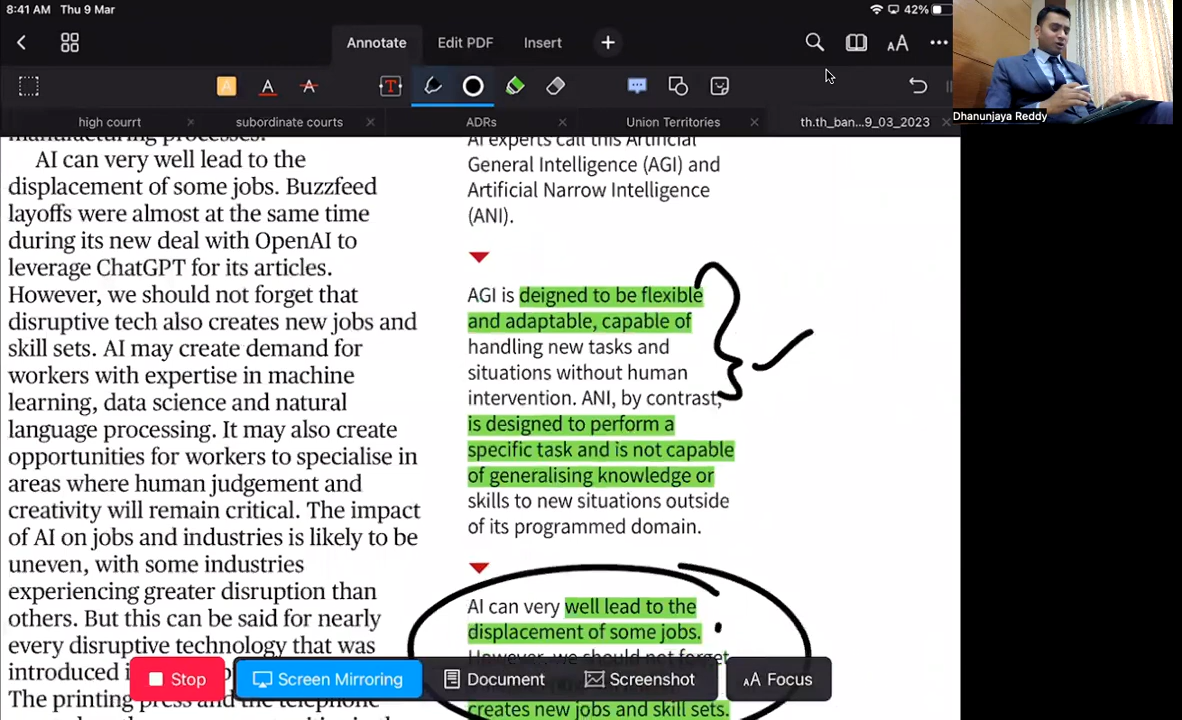 8:41 AM Thu 9 Mar
42%
Annotate
Edit PDF
Insert
Dhanunjaya Reddy
high courrt
subordinate courts
ADRs
Union Territories
th.th_ban...9_03_2023
manufacturing processes.
AI can very well lead to the
displacement of some jobs. Buzzfeed
layoffs were almost at the same time
during its new deal with OpenAI to
leverage ChatGPT for its articles.
However, we should not forget that
disruptive tech also creates new jobs and
skill sets. AI may create demand for
workers with expertise in machine
learning, data science and natural
language processing. It may also create
opportunities for workers to specialise in
areas where human judgement and
creativity will remain critical. The impact
of AI on jobs and industries is likely to be
uneven, with some industries
experiencing greater disruption than
others. But this can be said for nearly
every disruptive technology that was
introduced
The printing press and the telephone
AI experts call this Artificial
General Intelligence (AGI) and
Artificial Narrow Intelligence
(ANI).
AGI is deigned to be flexible
and adaptable, capable of
handling new tasks and
situations without human
intervention. ANI, by contrast,
is designed to perform a
specific task and is not capable
of generalising knowledge or
skills to new situations outside
of its programmed domain.
AI can very well lead to the
displacement of some jobs.
However, we should not forget
creates new jobs and skill sets.
Stop
Screen Mirroring
Document
Screenshot
AA Focus